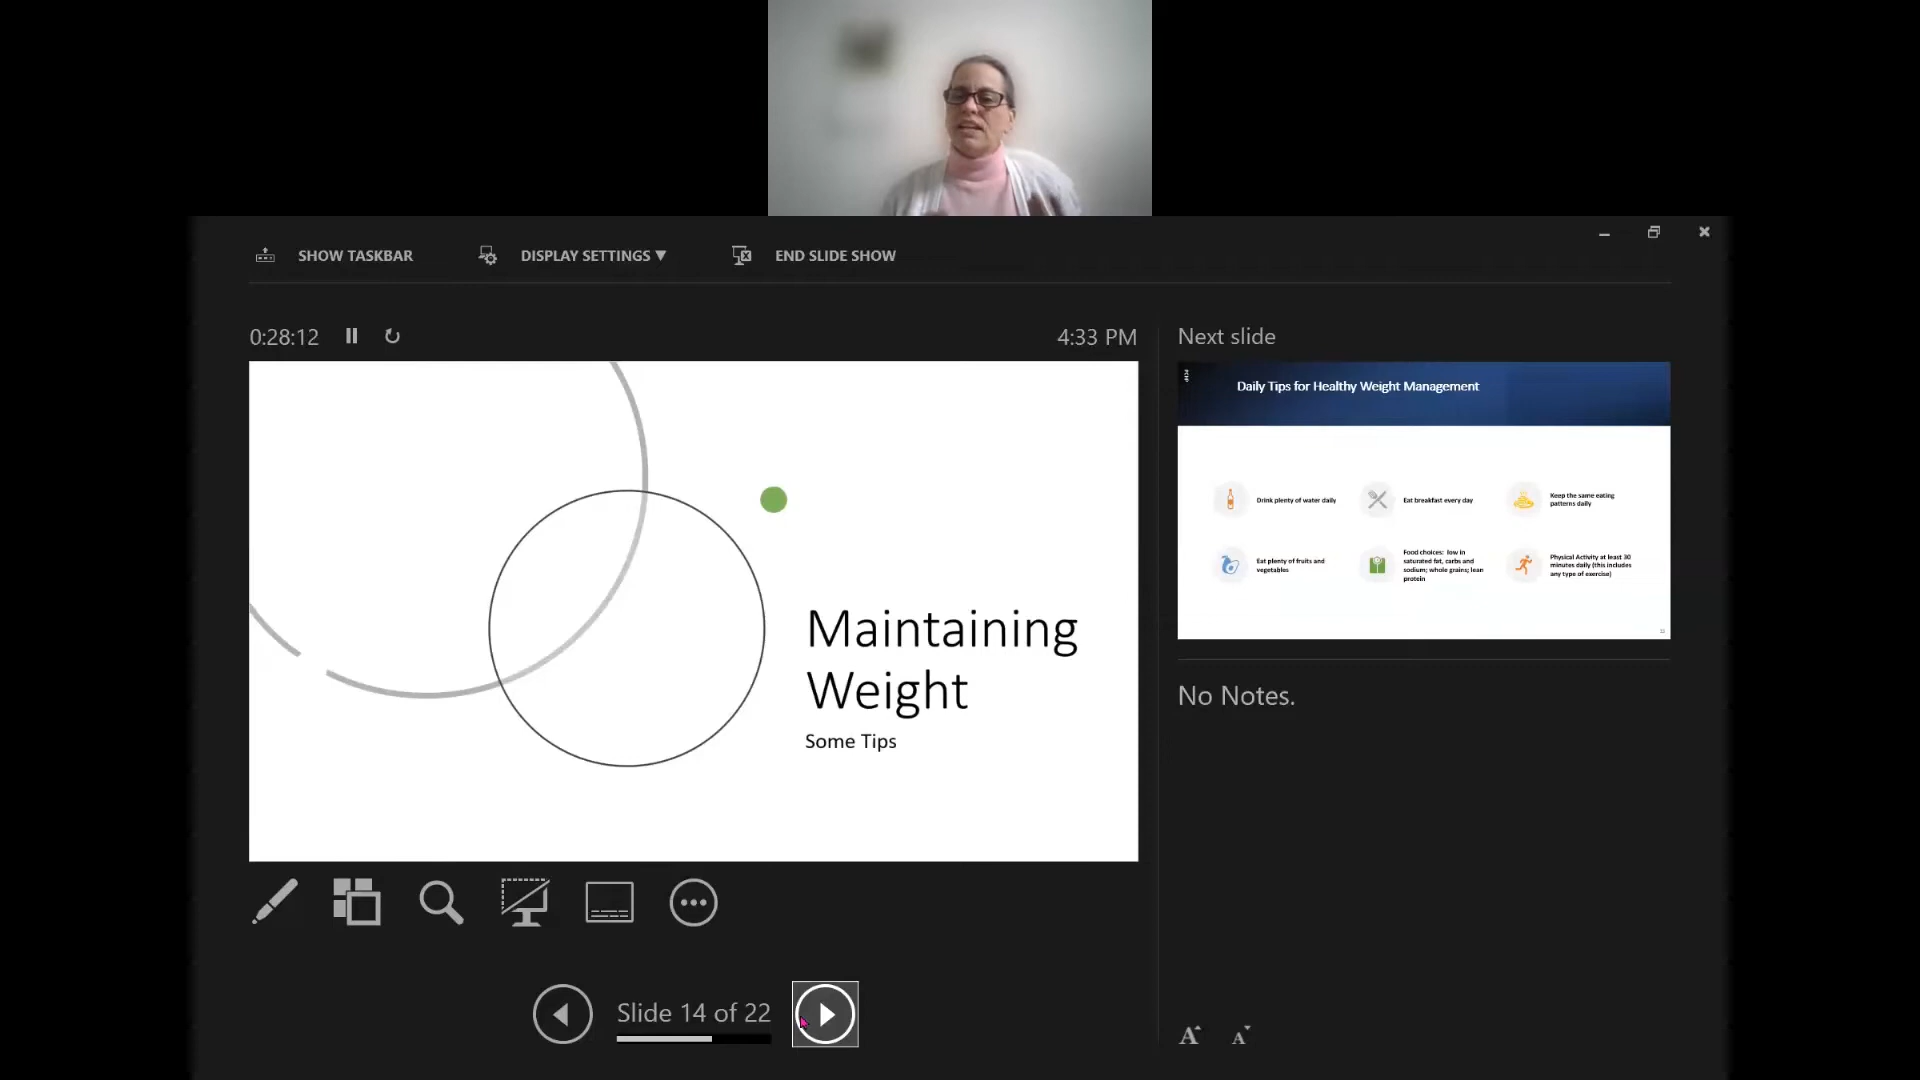 SHOW TASKBAR
DISPLAY SETTINGS ▼
END SLIDE SHOW
0:28:12
4:33 PM
Maintaining
Weight
Some Tips
Next slide
Daily Tips for Healthy Weight Management
Drink plenty of water daily
Eat breakfast every day
Keep the same eating
patterns daily
Eat plenty of fruits and
vegetables
Food choices: low in
saturated fat, carbs and
sodium; whole grains; lean
protein
Physical Activity at least 30
minutes daily (this includes
any type of exercise)
No Notes.
Slide 14 of 22
A
A